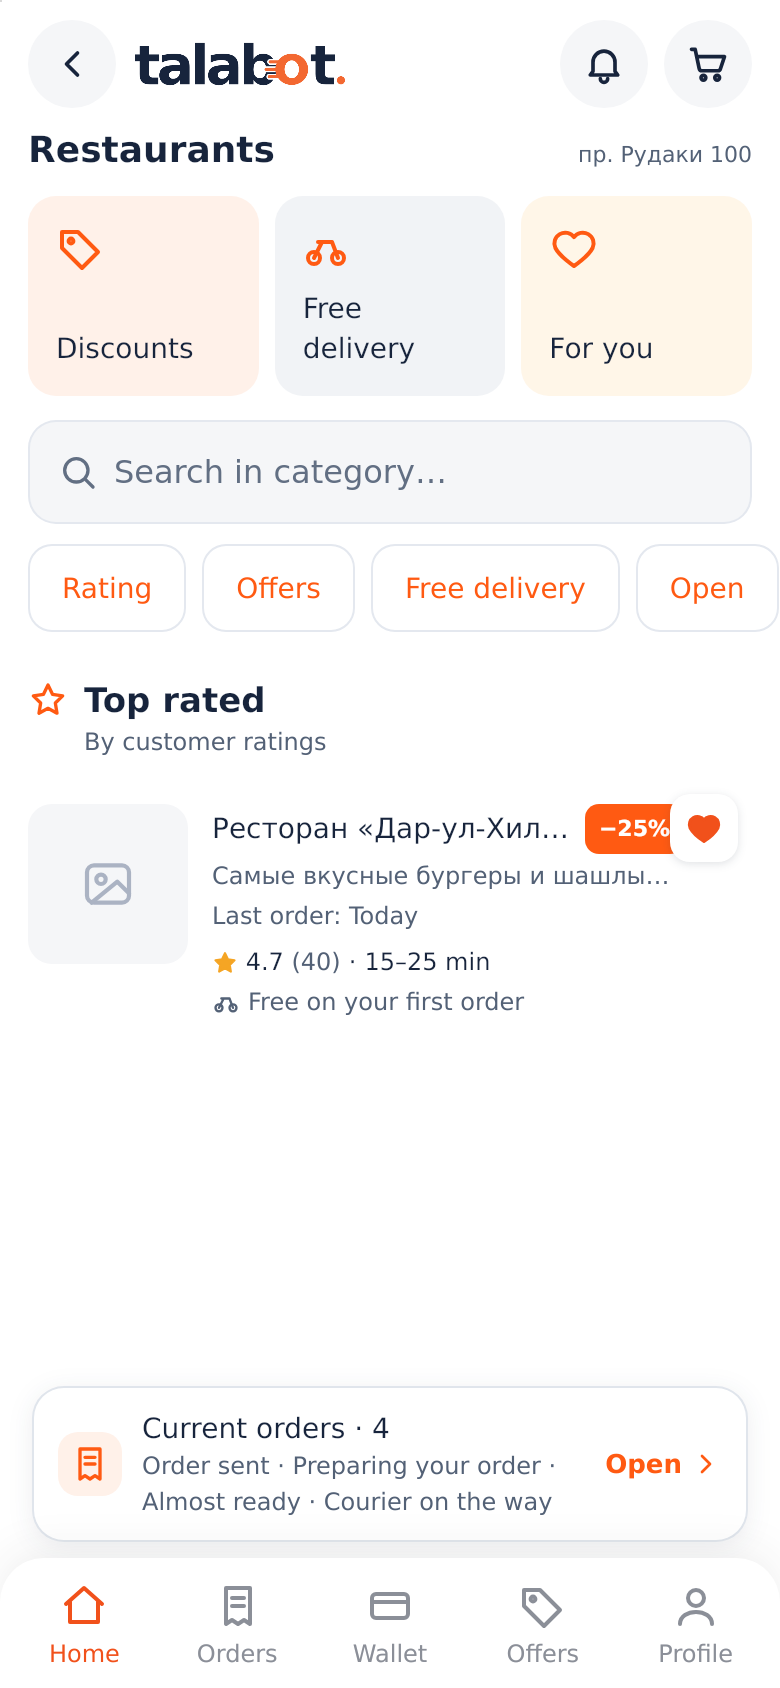 talabot.
Restaurants
пр. Рудаки 100
Discounts
Free
delivery
For you
Search in category...
Rating
Offers
Free delivery
Open
Top rated
By customer ratings
Ресторан «Дар-ул-Хил...
−25%
Самые вкусные бургеры и шашлы...
Last order: Today
4.7 (40) · 15–25 min
Free on your first order
Current orders · 4
Order sent · Preparing your order ·
Almost ready · Courier on the way
Open
Home
Orders
Wallet
Offers
Profile